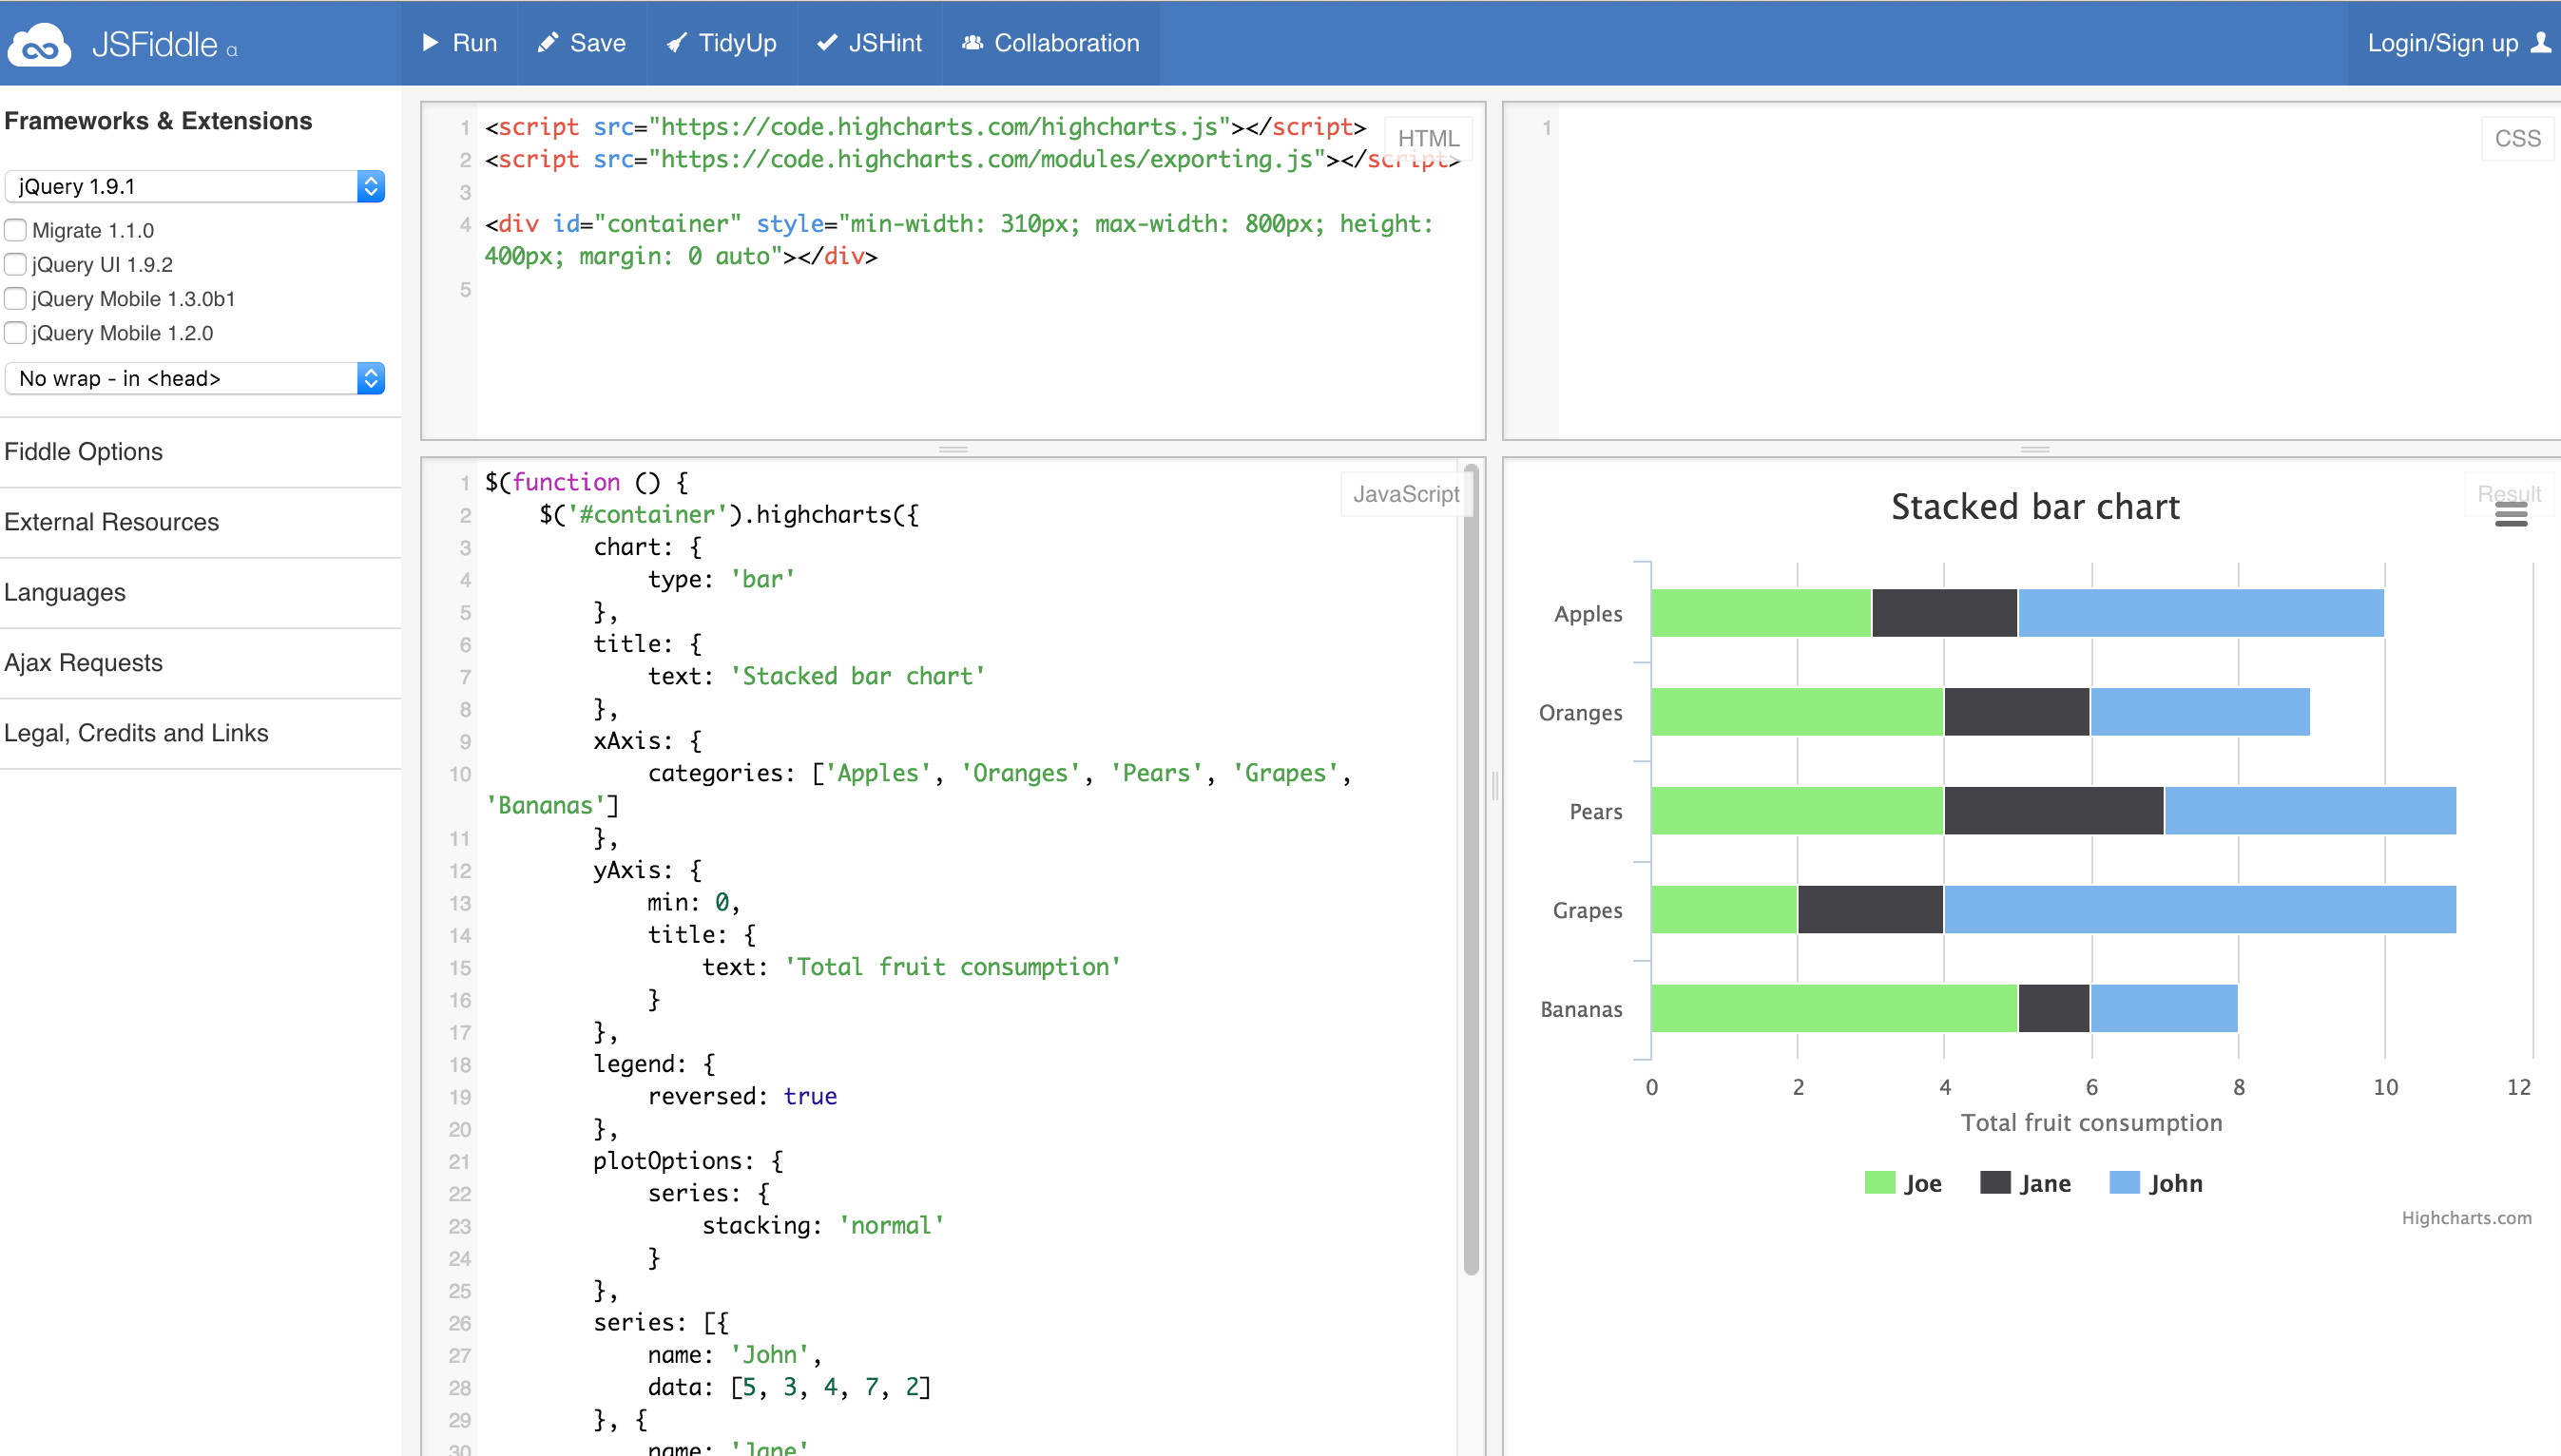 JSFiddle α
Run
Save
TidyUp
JSHint
Collaboration
Login/Sign up
Frameworks & Extensions
jQuery 1.9.1
Migrate 1.1.0
jQuery UI 1.9.2
jQuery Mobile 1.3.0b1
jQuery Mobile 1.2.0
No wrap - in <head>
Fiddle Options
External Resources
Languages
Ajax Requests
Legal, Credits and Links
HTML
1 <script src="https://code.highcharts.com/highcharts.js"></script>
2 <script src="https://code.highcharts.com/modules/exporting.js"></script>
3
4 <div id="container" style="min-width: 310px; max-width: 800px; height:
400px; margin: 0 auto"></div>
5
CSS
1
JavaScript
1 $(function () {
2 $('#container').highcharts({
3 chart: {
4 type: 'bar'
5 },
6 title: {
7 text: 'Stacked bar chart'
8 },
9 xAxis: {
10 categories: ['Apples', 'Oranges', 'Pears', 'Grapes',
'Bananas']
11 },
12 yAxis: {
13 min: 0,
14 title: {
15 text: 'Total fruit consumption'
16 }
17 },
18 legend: {
19 reversed: true
20 },
21 plotOptions: {
22 series: {
23 stacking: 'normal'
24 }
25 },
26 series: [{
27 name: 'John',
28 data: [5, 3, 4, 7, 2]
29 }, {
30 name: 'Jane'
Result
Stacked bar chart
Apples
Oranges
Pears
Grapes
Bananas
0 2 4 6 8 10 12
Total fruit consumption
Joe Jane John
Highcharts.com